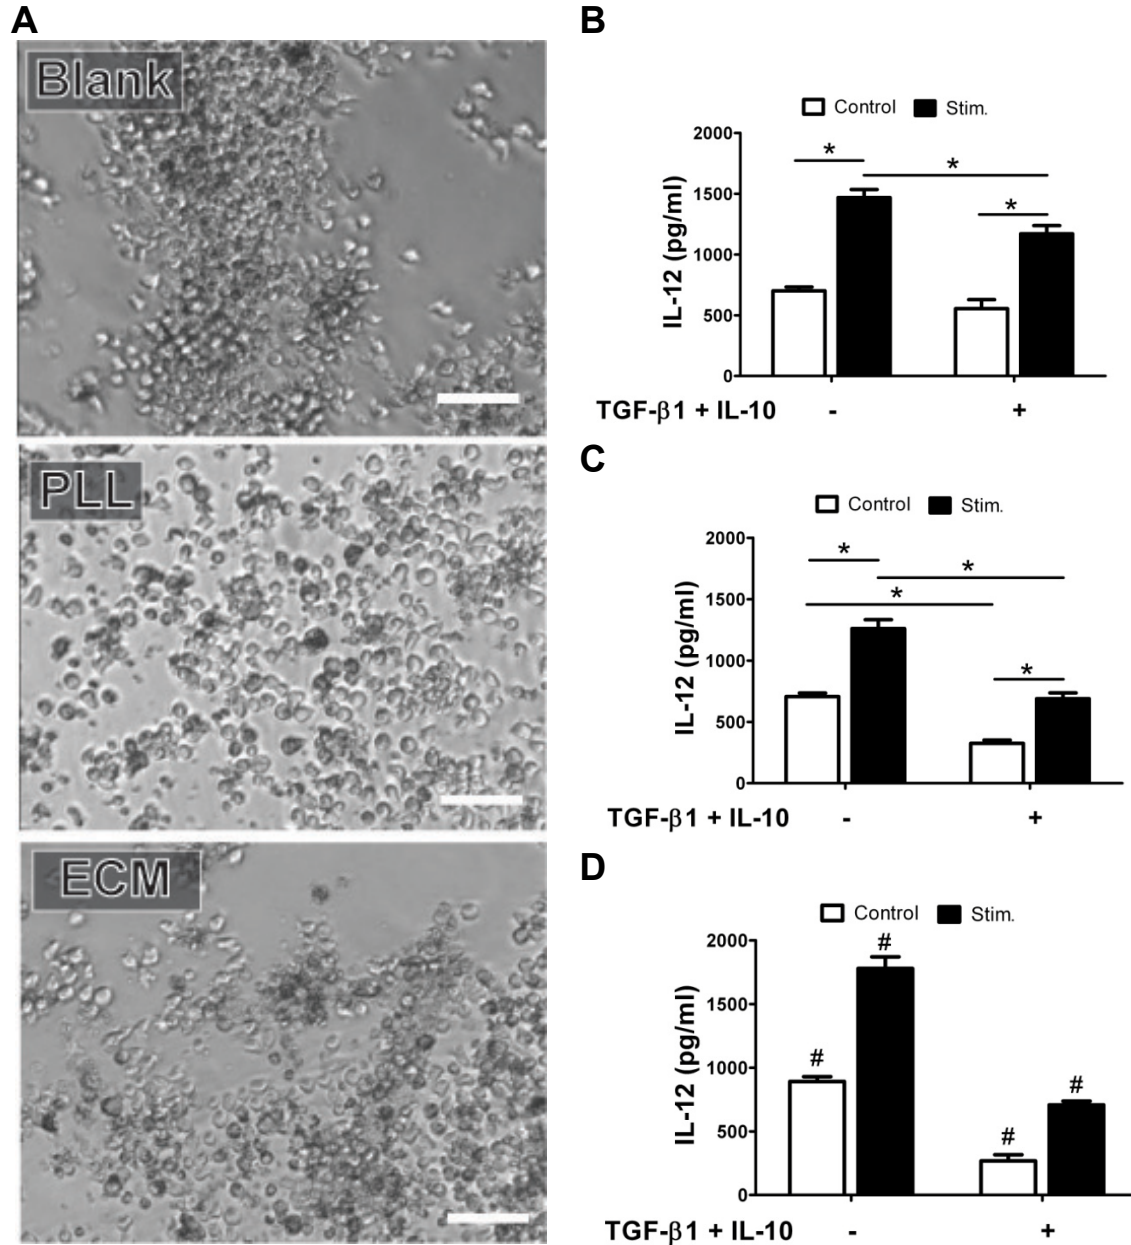 A
Blank
PLL
ECM
B
Control Stim.
IL-12 (pg/ml)
2000
1500
1000
500
0
* * *
TGF-β1 + IL-10 - +
C
Control Stim.
IL-12 (pg/ml)
2000
1500
1000
500
0
* * * *
TGF-β1 + IL-10 - +
D
Control Stim.
IL-12 (pg/ml)
2000
1500
1000
500
0
# # # #
TGF-β1 + IL-10 - +